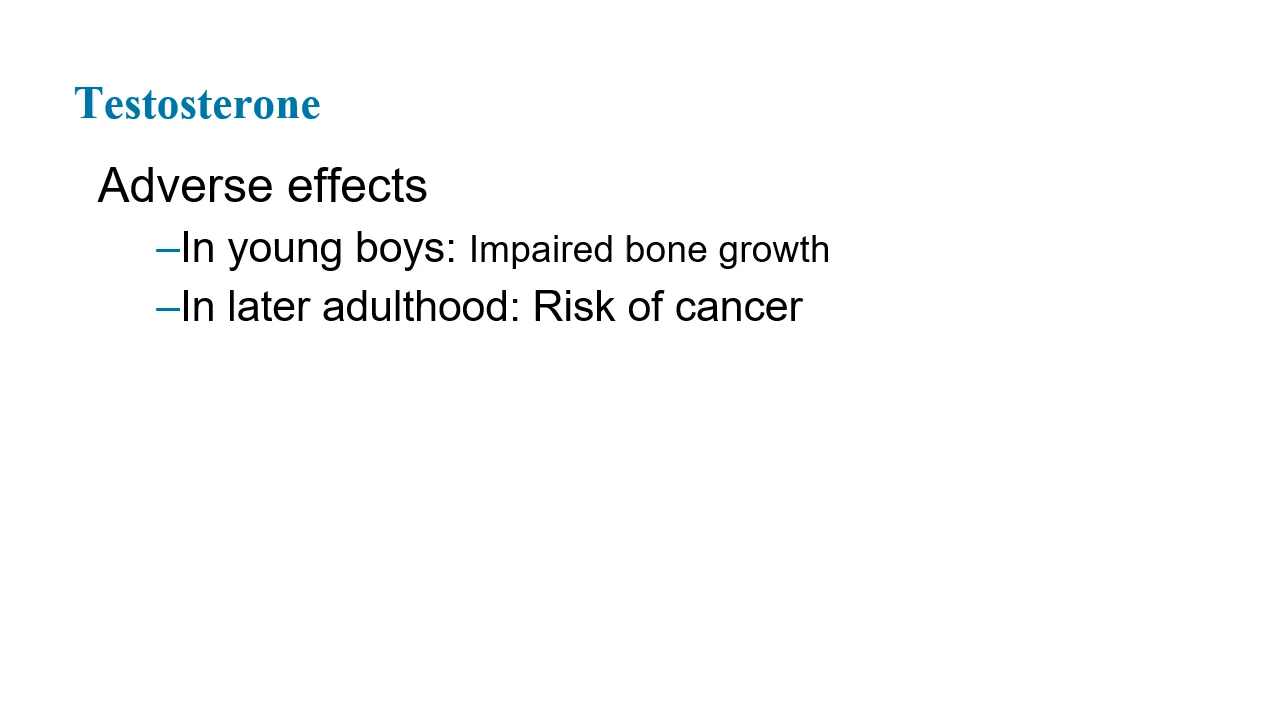 Testosterone
Adverse effects
–In young boys: Impaired bone growth
–In later adulthood: Risk of cancer